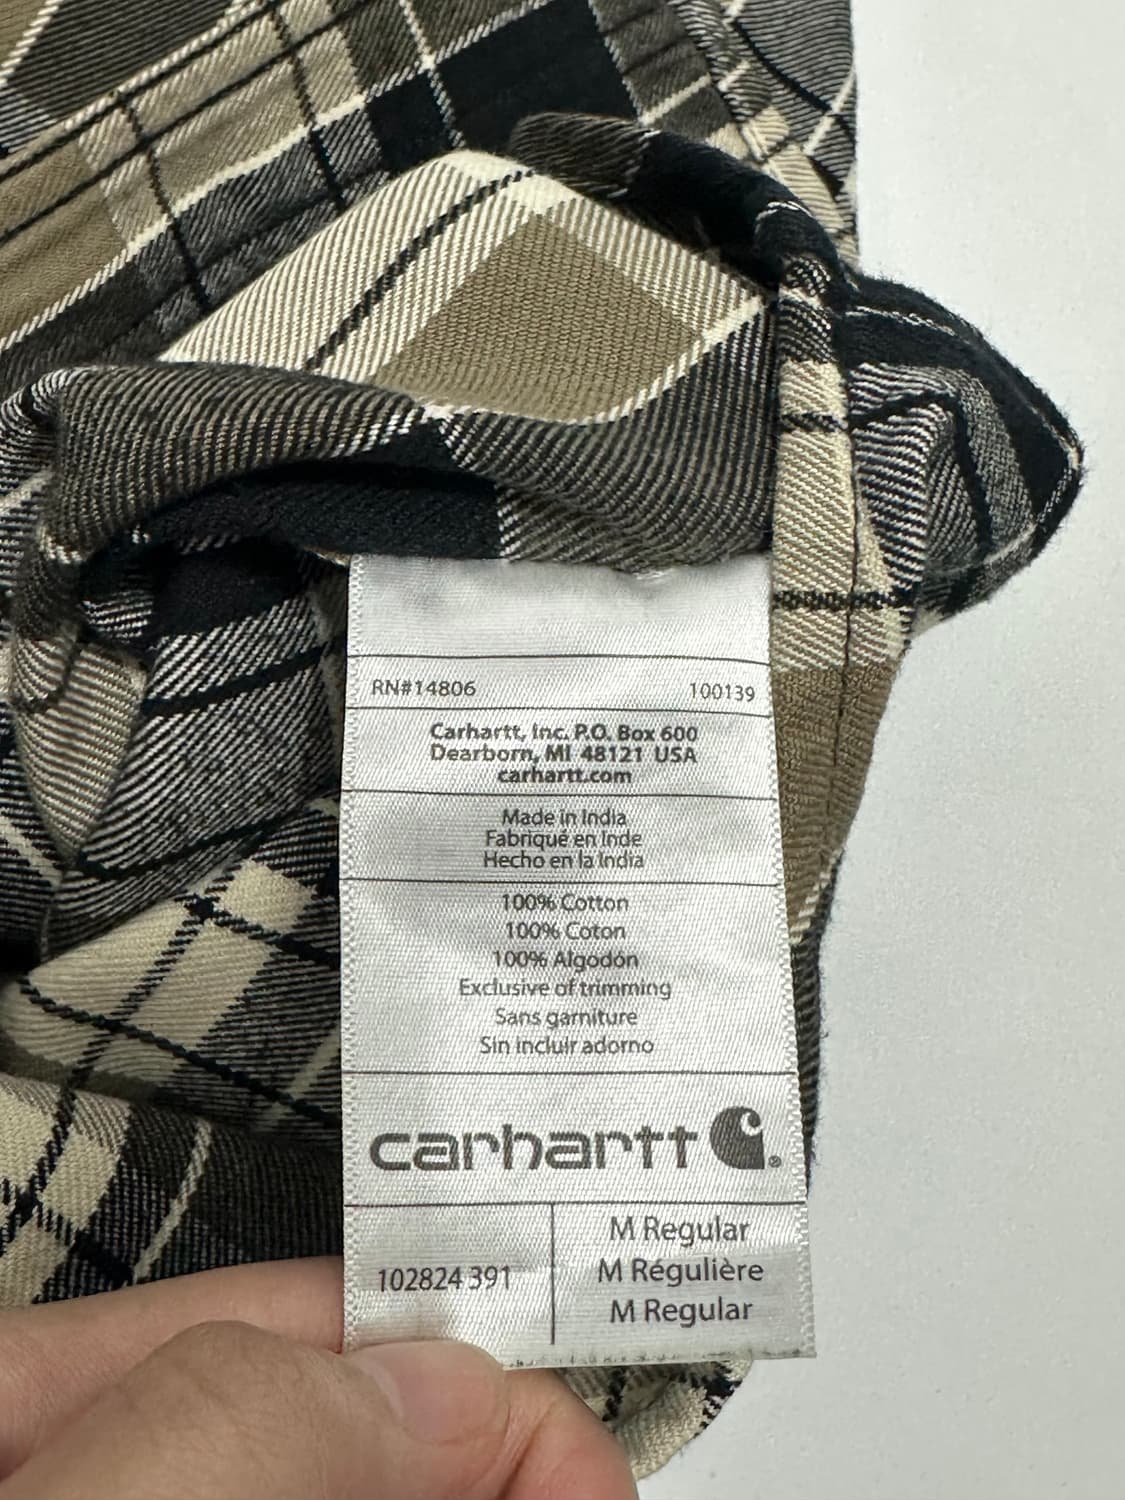 RN#14806 100139
Carhartt, Inc. P.O. Box 600
Dearborn, MI 48121 USA
carhartt.com
Made in India
Fabriqué en Inde
Hecho en la India
100% Cotton
100% Coton
100% Algodón
Exclusive of trimming
Sans garniture
Sin incluir adorno
carhartt ®
102824 391
M Regular
M Régulière
M Regular